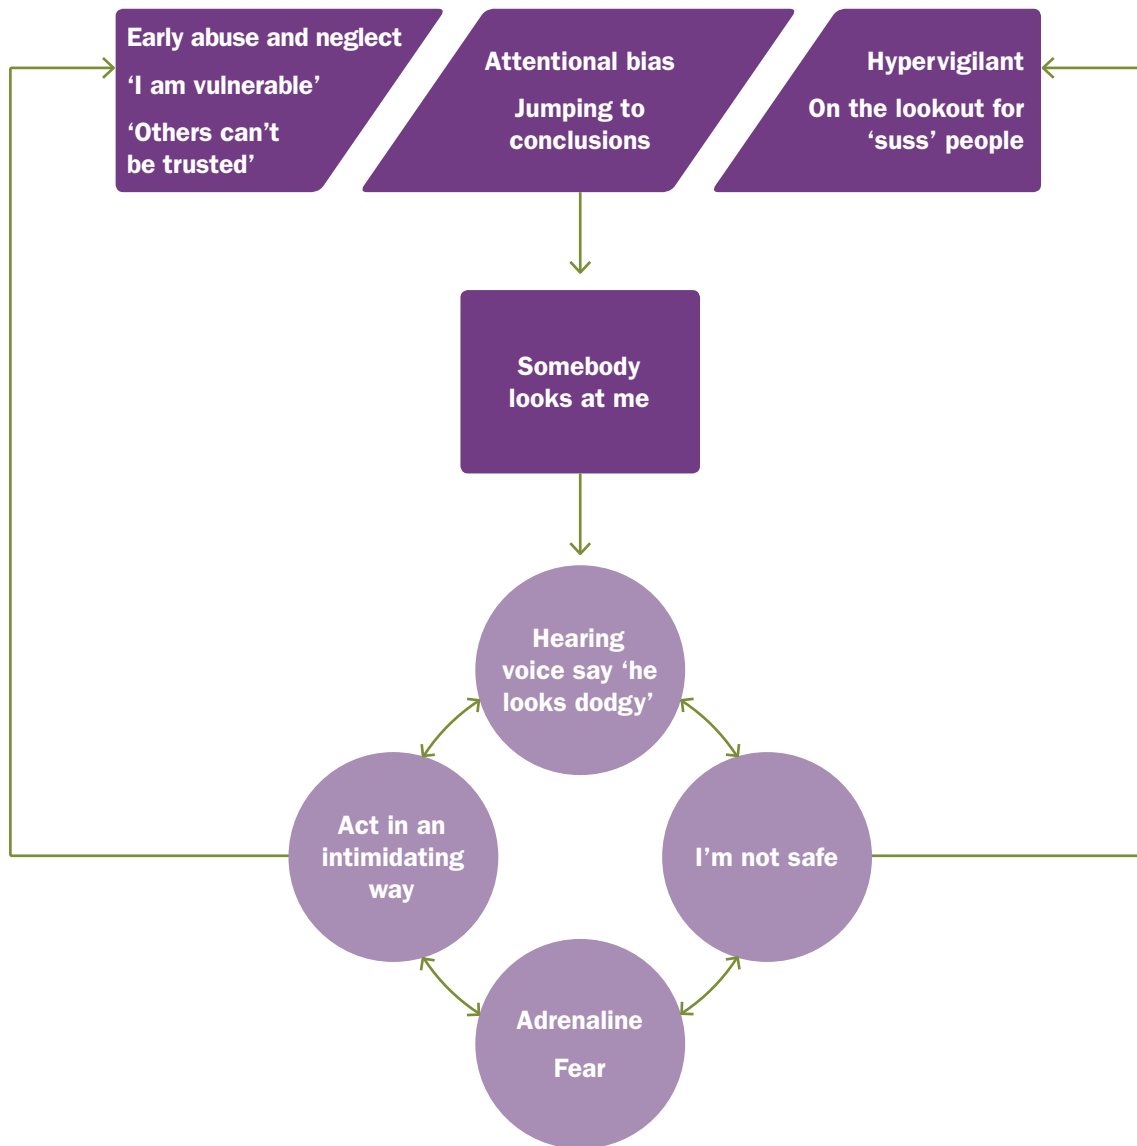 Early abuse and neglect
‘I am vulnerable’
‘Others can’t
be trusted’
Attentional bias
Jumping to
conclusions
Hypervigilant
On the lookout for
‘suss’ people
Somebody
looks at me
Hearing
voice say ‘he
looks dodgy’
Act in an
intimidating
way
I’m not safe
Adrenaline
Fear